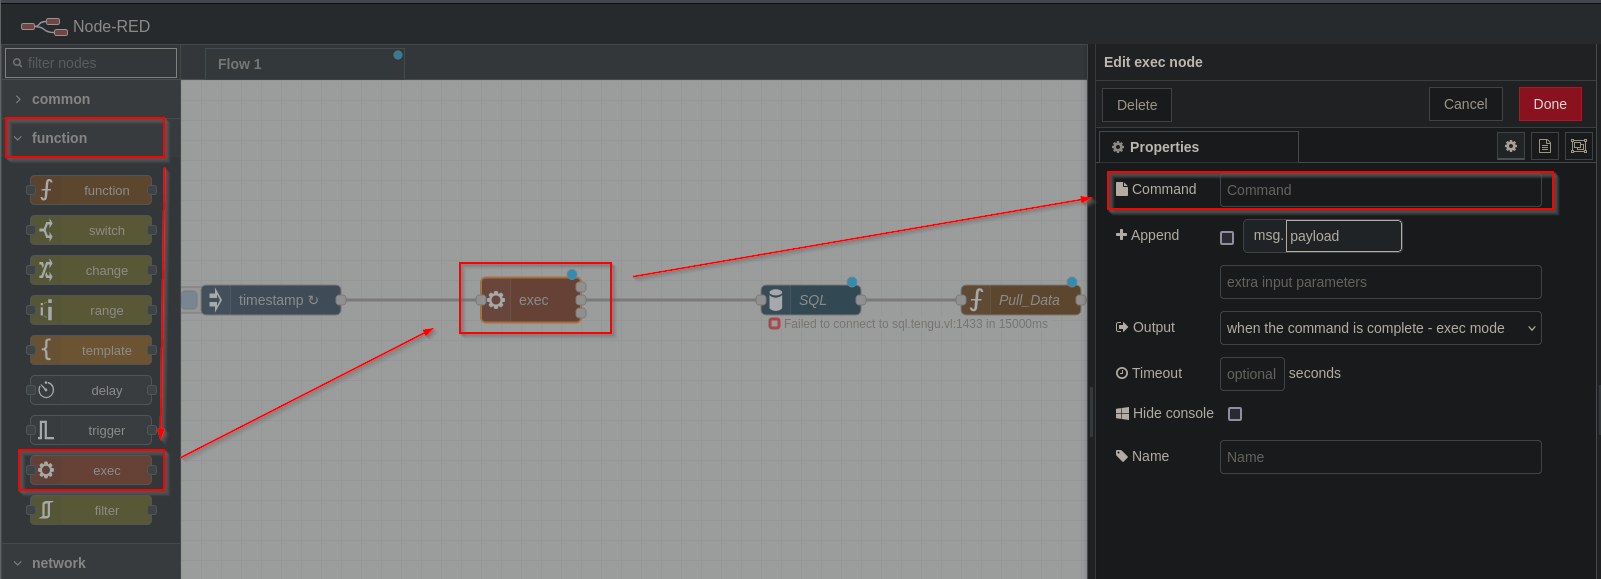 Node-RED
filter nodes
Flow 1
common
function
function
switch
change
range
template
delay
trigger
exec
filter
network
timestamp ↻
exec
SQL
Failed to connect to sql.tengu.vl:1433 in 15000ms
Pull_Data
Edit exec node
Delete
Cancel
Done
Properties
Command
Command
Append
msg. payload
extra input parameters
Output
when the command is complete - exec mode
Timeout
optional
seconds
Hide console
Name
Name